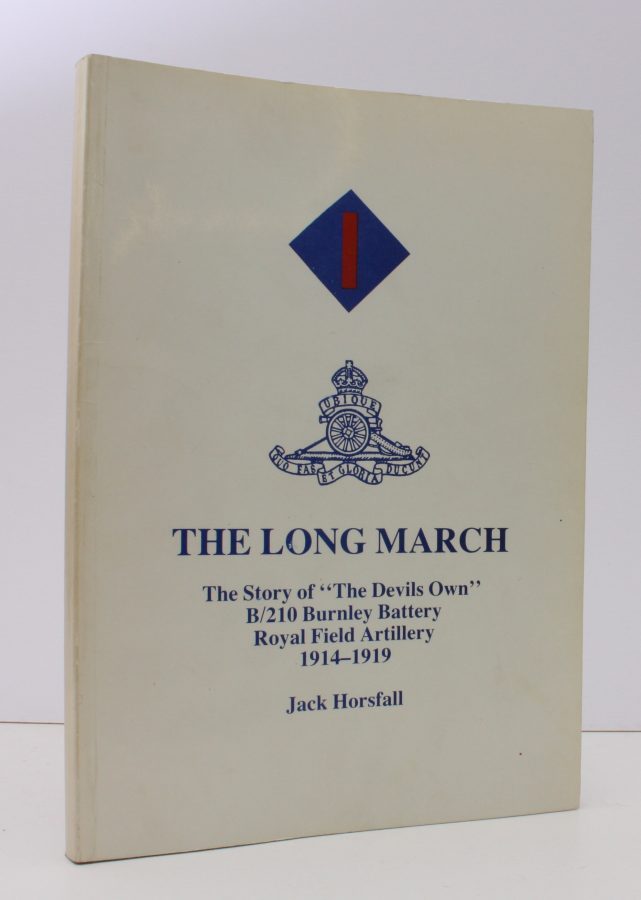 UBIQUE
QUO FAS ET GLORIA DUCUNT
THE LONG MARCH
The Story of ‘‘The Devils Own’’
B/210 Burnley Battery
Royal Field Artillery
1914–1919
Jack Horsfall